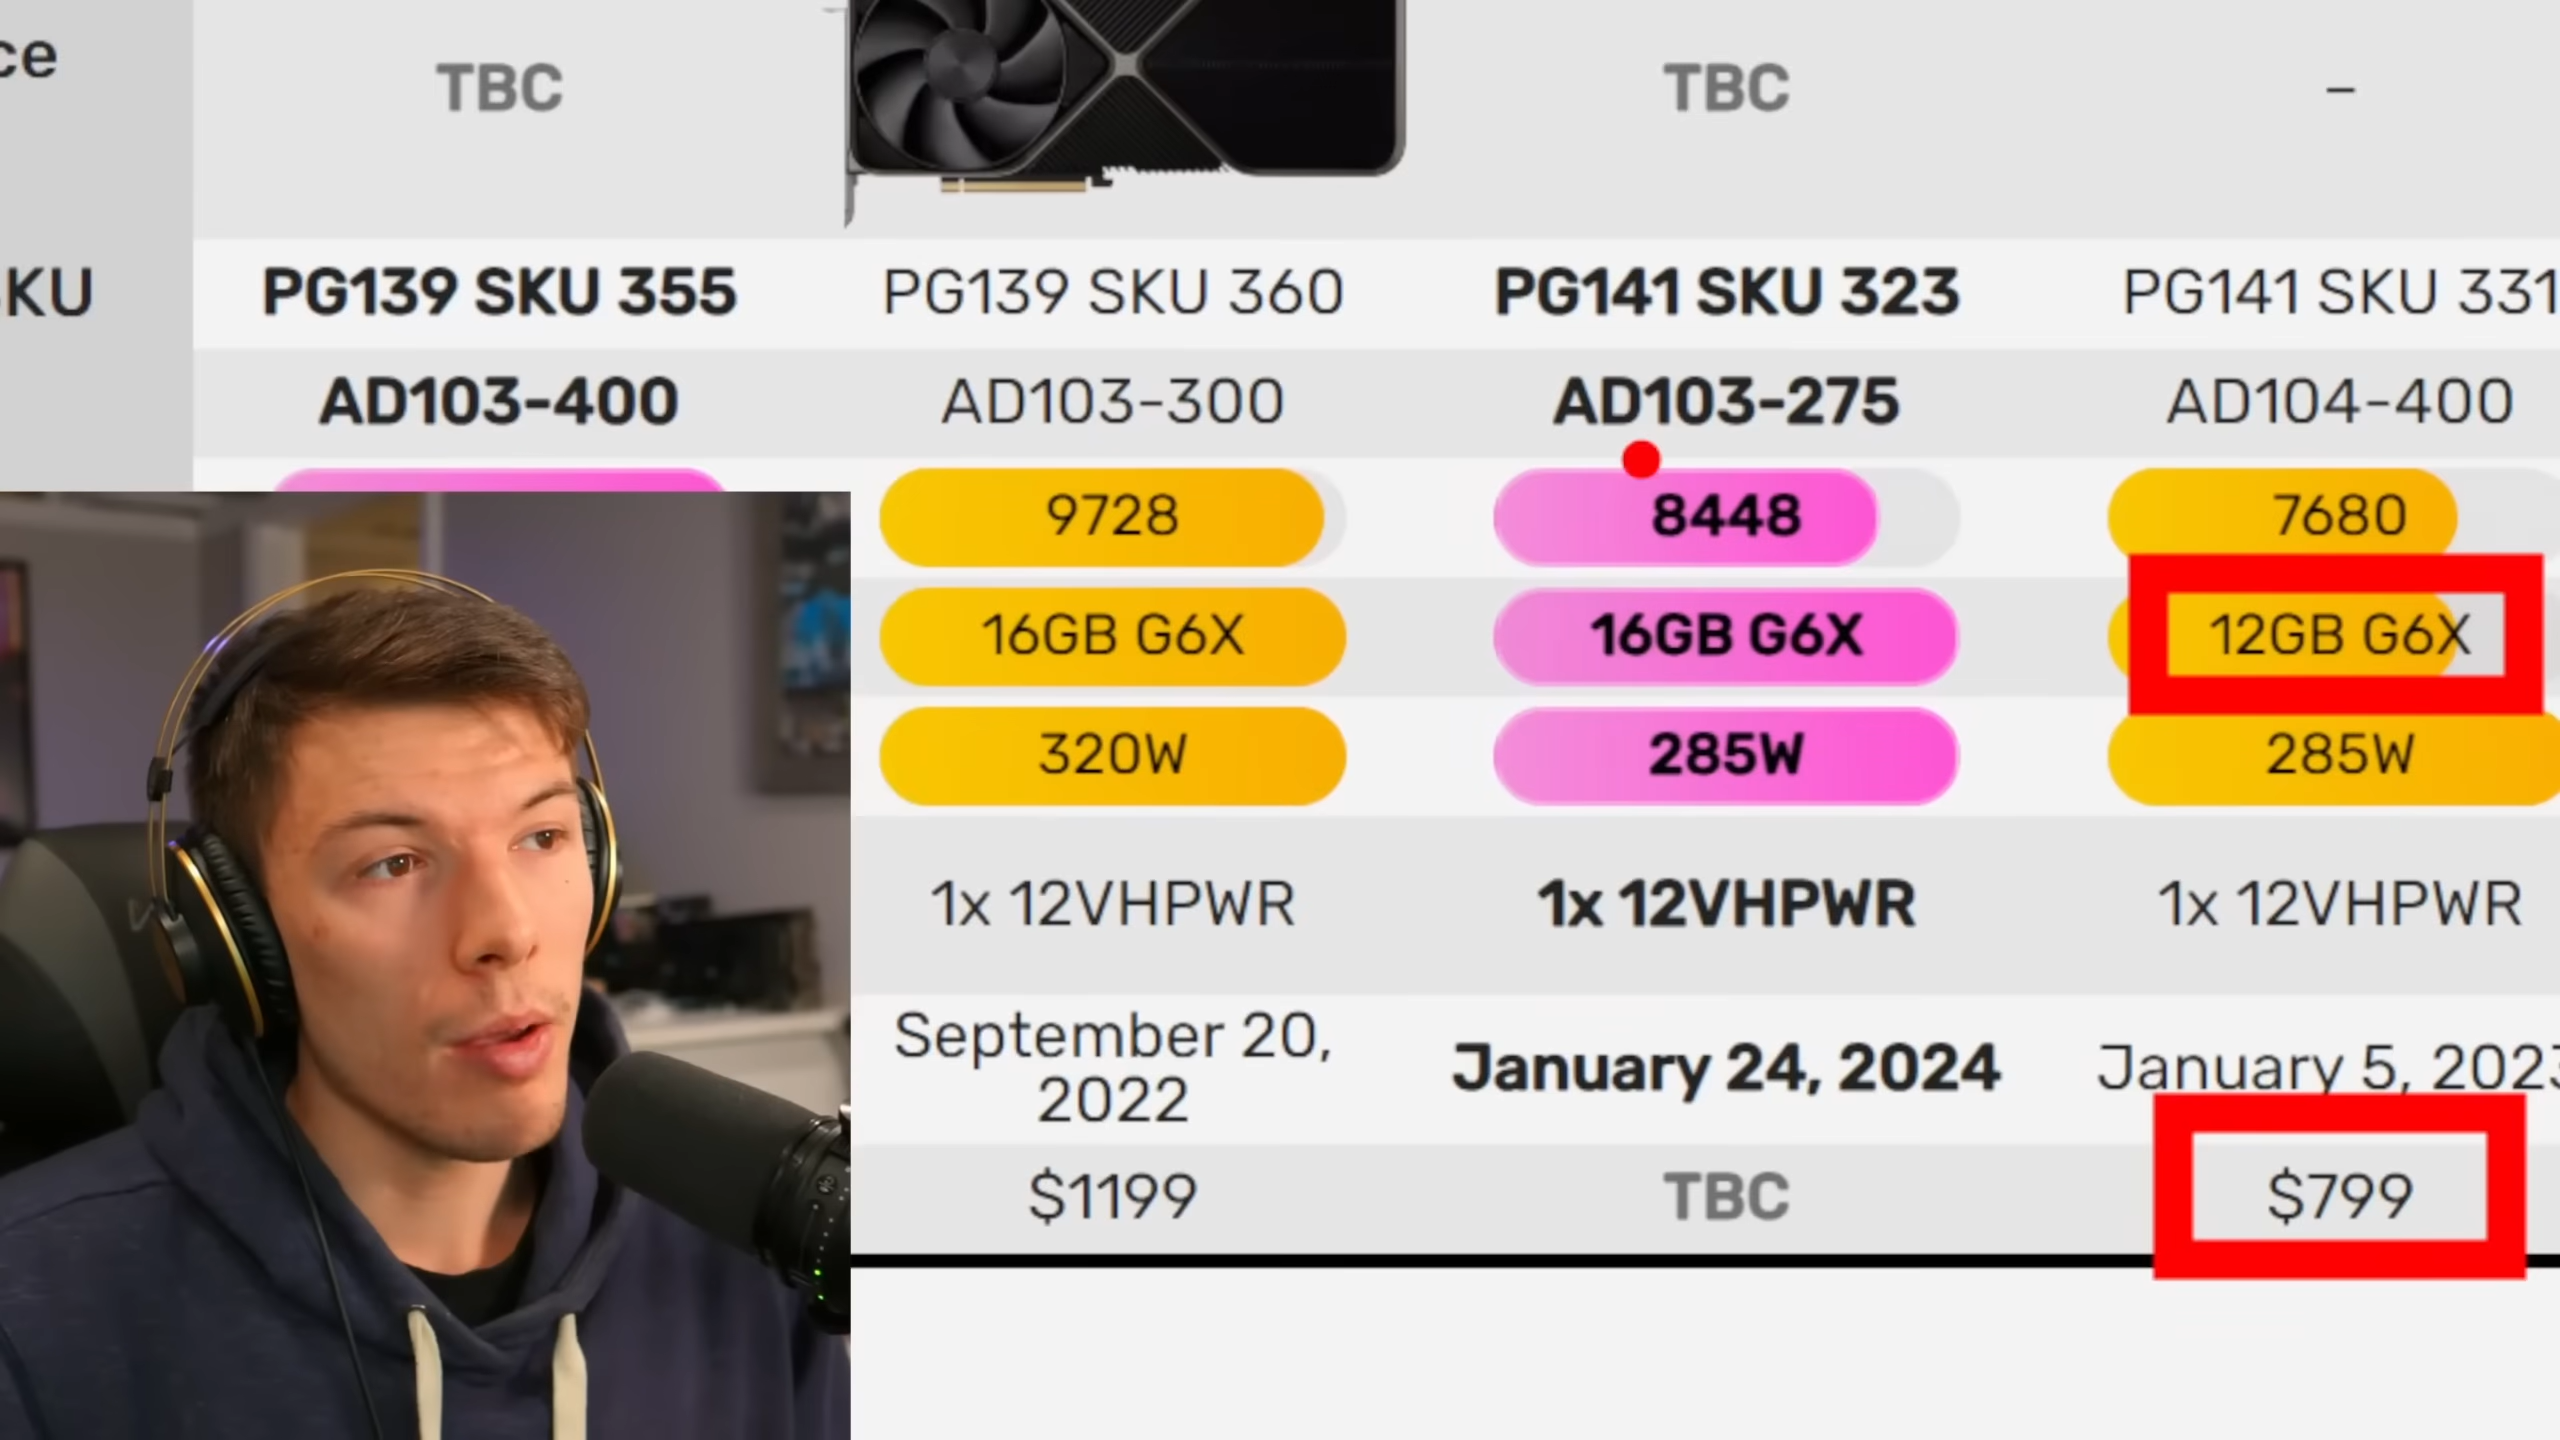 ce
TBC
TBC
–
KU
PG139 SKU 355
PG139 SKU 360
PG141 SKU 323
PG141 SKU 331
AD103-400
AD103-300
AD103-275
AD104-400
9728
8448
7680
16GB G6X
16GB G6X
12GB G6X
320W
285W
285W
1x 12VHPWR
1x 12VHPWR
1x 12VHPWR
September 20,
2022
January 24, 2024
January 5, 2023
$1199
TBC
$799